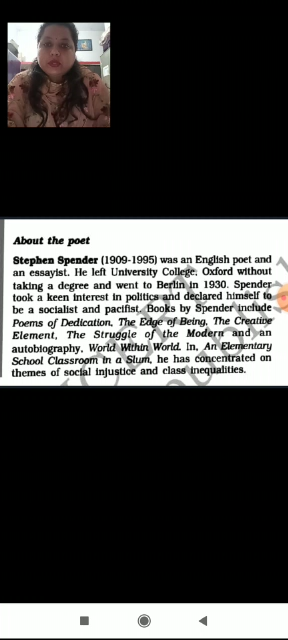 About the poet
Stephen Spender (1909-1995) was an English poet and
an essayist. He left University College, Oxford without
taking a degree and went to Berlin in 1930. Spender
took a keen interest in politics and declared himself to
be a socialist and pacifist. Books by Spender include
Poems of Dedication, The Edge of Being, The Creative
Element, The Struggle of the Modern and an
autobiography, World Within World. In, An Elementary
School Classroom in a Slum, he has concentrated on
themes of social injustice and class inequalities.